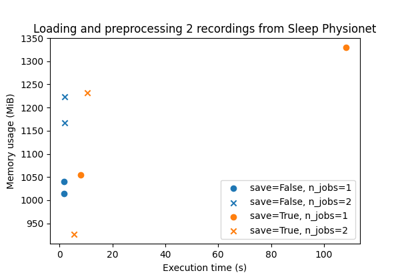 Loading and preprocessing 2 recordings from Sleep Physionet
1350
1300
1250
1200
1150
1100
1050
1000
950
Memory usage (MiB)
save=False, n_jobs=1
save=False, n_jobs=2
save=True, n_jobs=1
save=True, n_jobs=2
0 20 40 60 80 100
Execution time (s)